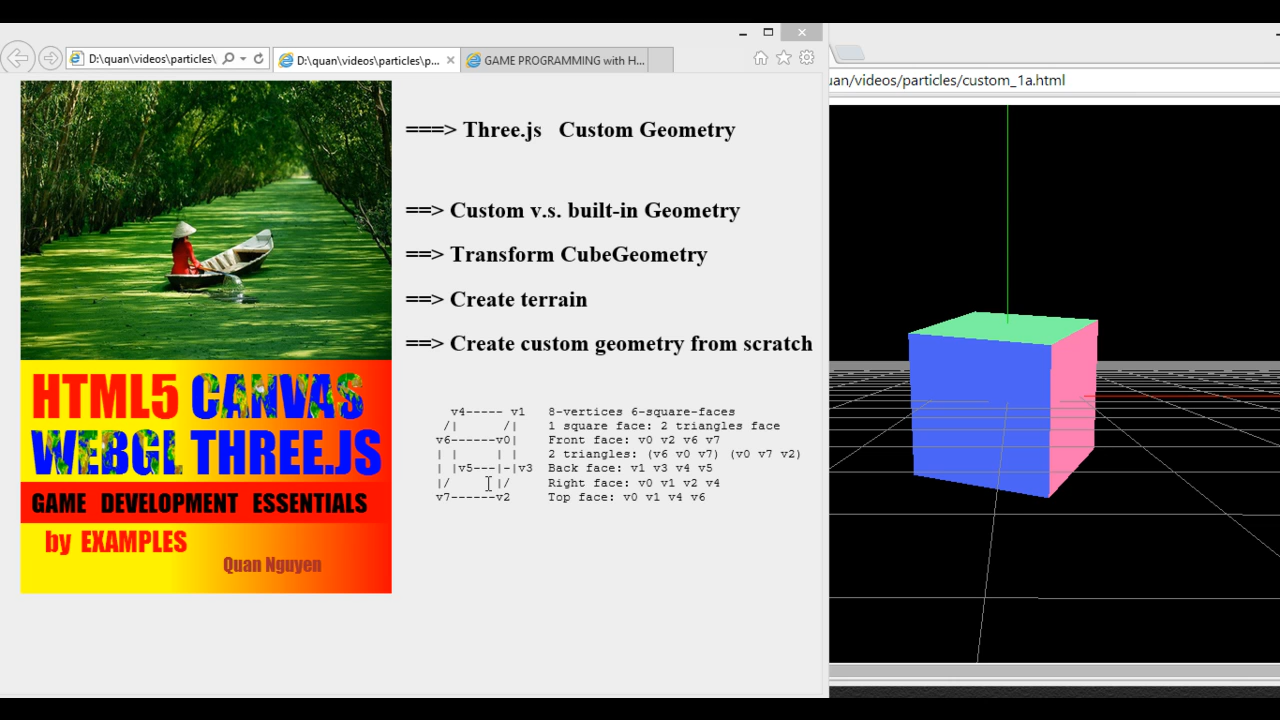 D:\quan\videos\particles\
D:\quan\videos\particles\p...
GAME PROGRAMMING with H...
uan/videos/particles/custom_1a.html
===> Three.js Custom Geometry
==> Custom v.s. built-in Geometry
==> Transform CubeGeometry
==> Create terrain
==> Create custom geometry from scratch
HTML5 CANVAS
WEBGL THREE.JS
GAME DEVELOPMENT ESSENTIALS
by EXAMPLES
Quan Nguyen
v4----- v1 8-vertices 6-square-faces
/| /| 1 square face: 2 triangles face
v6------v0| Front face: v0 v2 v6 v7
| | | | 2 triangles: (v6 v0 v7) (v0 v7 v2)
| |v5---|-|v3 Back face: v1 v3 v4 v5
|/ |/ Right face: v0 v1 v2 v4
v7------v2 Top face: v0 v1 v4 v6